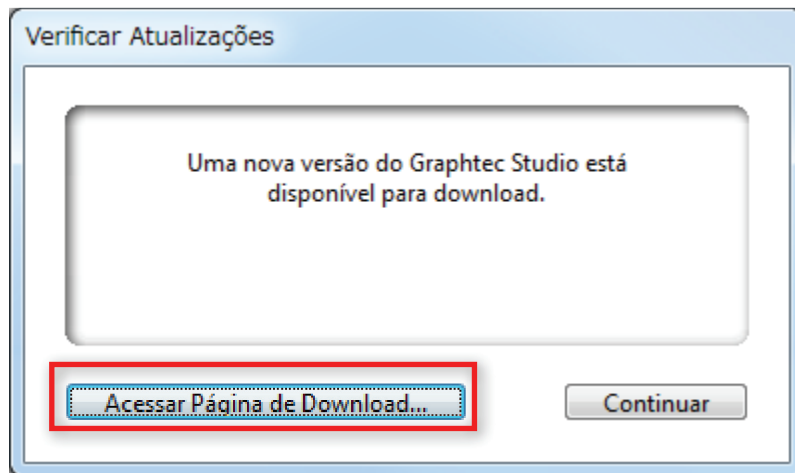 Verificar Atualizações
Uma nova versão do Graphtec Studio está
disponível para download.
Acessar Página de Download...
Continuar